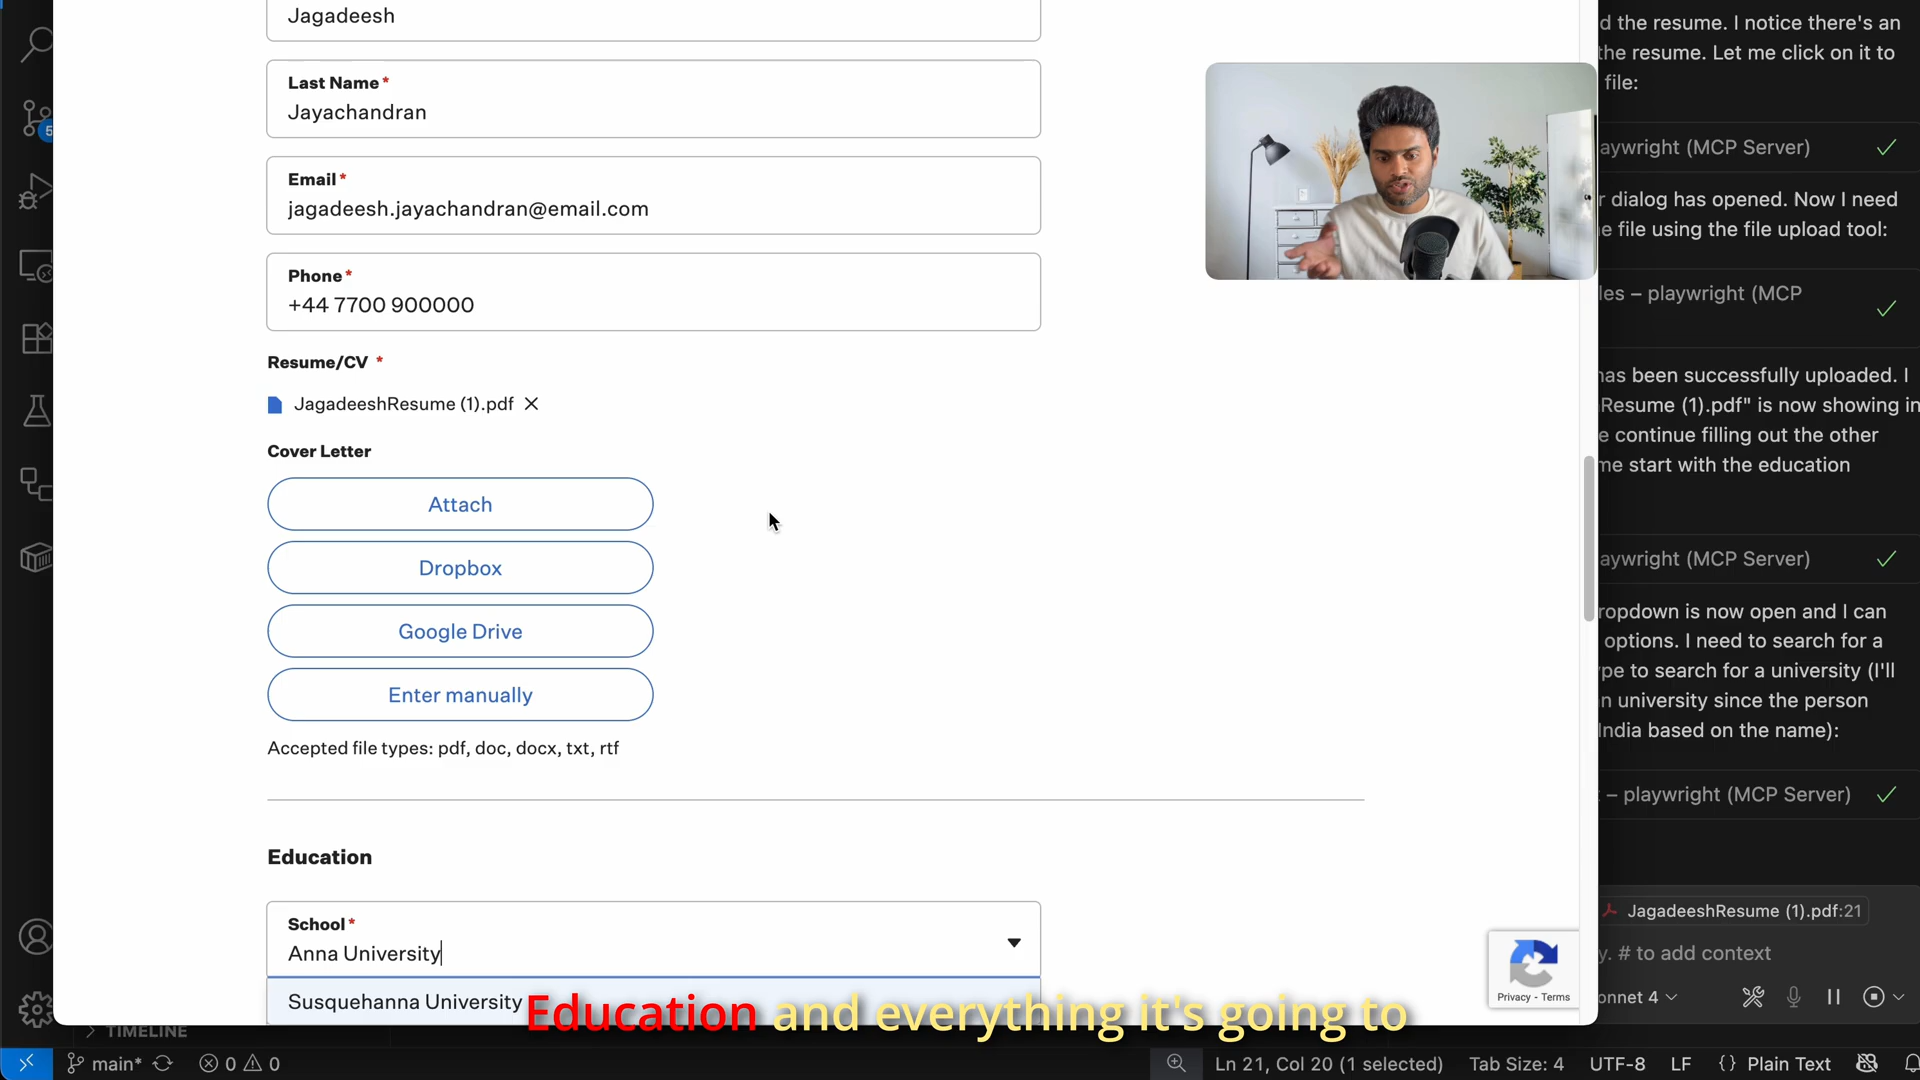 Jagadeesh
Last Name*
Jayachandran
Email*
jagadeesh.jayachandran@email.com
Phone*
+44 7700 900000
Resume/CV *
JagadeeshResume (1).pdf
Cover Letter
Attach
Dropbox
Google Drive
Enter manually
Accepted file types: pdf, doc, docx, txt, rtf
Education
School*
Anna University
Susquehanna University
Privacy - Terms
Education and everything it's going to
d the resume. I notice there's an
the resume. Let me click on it to
file:
aywright (MCP Server)
r dialog has opened. Now I need
e file using the file upload tool:
les – playwright (MCP
has been successfully uploaded. I
Resume (1).pdf" is now showing in
e continue filling out the other
me start with the education
aywright (MCP Server)
ropdown is now open and I can
options. I need to search for a
pe to search for a university (I'll
n university since the person
India based on the name):
– playwright (MCP Server)
JagadeeshResume (1).pdf:21
y. # to add context
onnet 4
5
TIMELINE
main*
0
0
Ln 21, Col 20 (1 selected)
Tab Size: 4
UTF-8
LF
{ } Plain Text